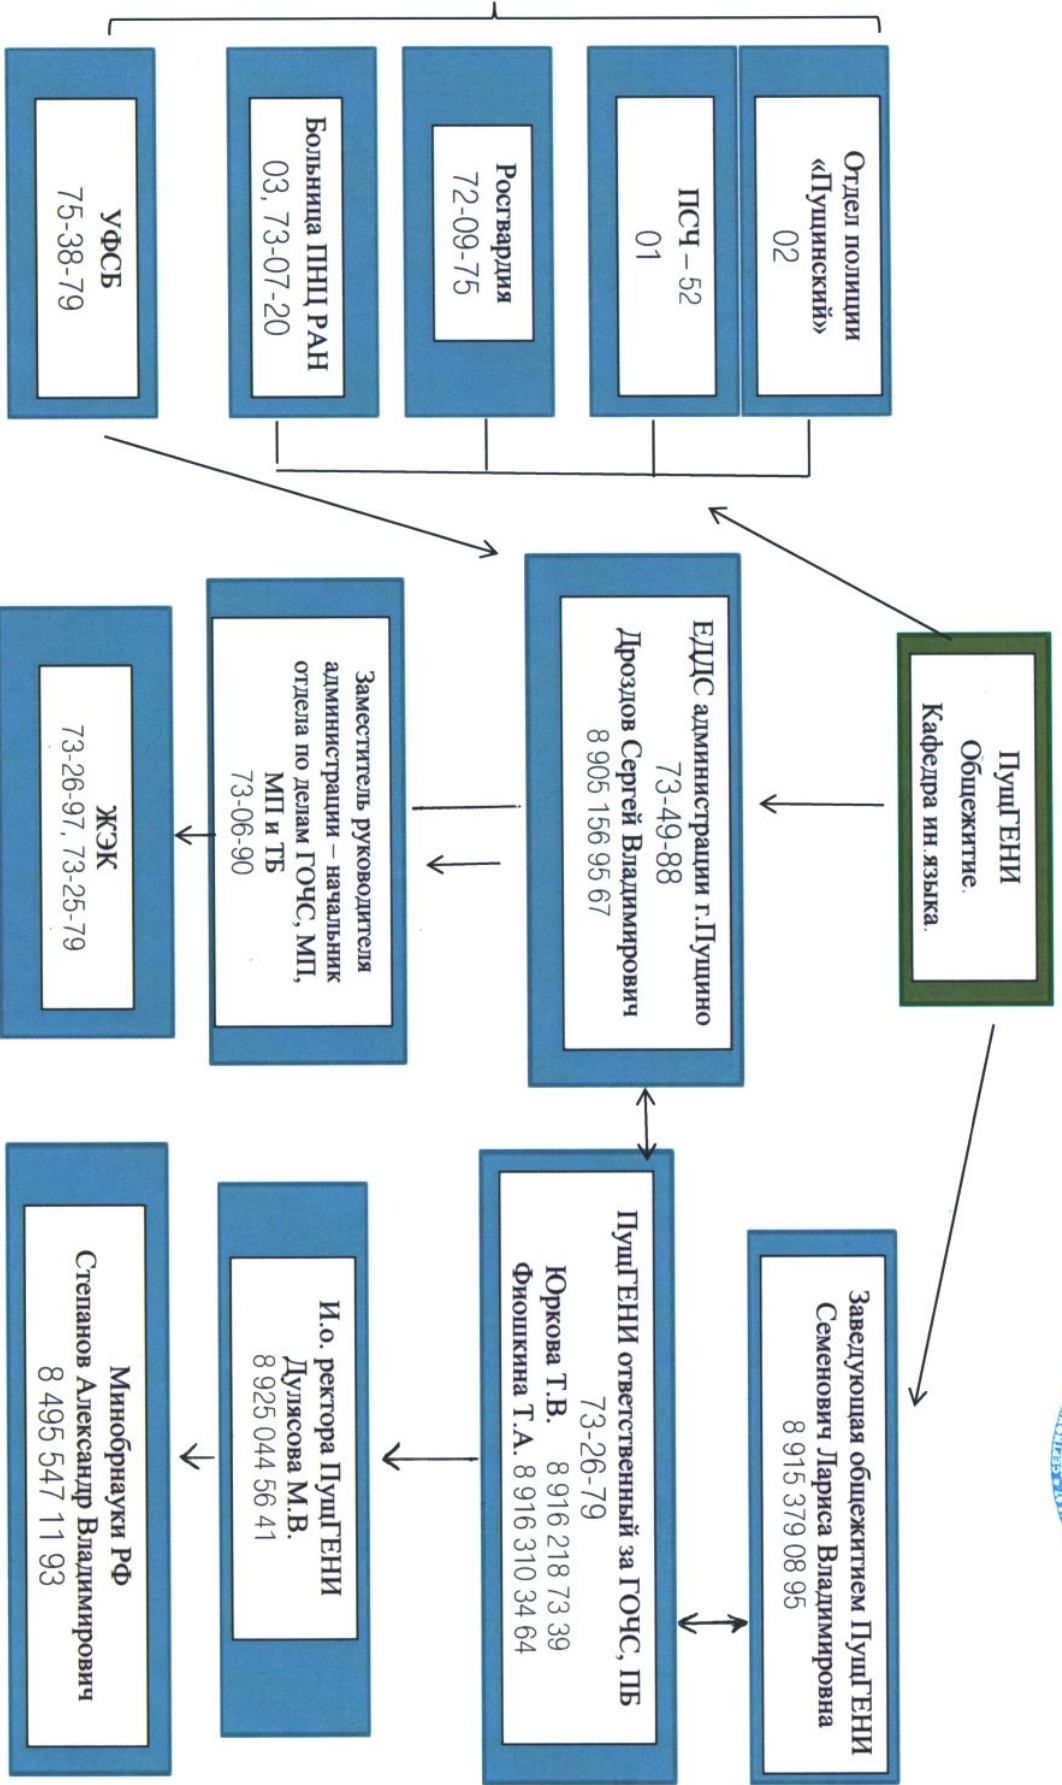 ПущГЕНИ
Общежитие.
Кафедра ин.языка.
Отдел полиции
«Пущинский»
02
ПСЧ – 52
01
Росгвардия
72-09-75
Больница ПНЦ РАН
03, 73-07-20
УФСБ
75-38-79
ЕДДС администрации г.Пущино
73-49-88
Дроздов Сергей Владимирович
8 905 156 95 67
Заместитель руководителя
администрации – начальник
отдела по делам ГОЧС, МП,
МП и ТБ
73-06-90
ЖЭК
73-26-97, 73-25-79
Заведующая общежитием ПущГЕНИ
Семенович Лариса Владимировна
8 915 379 08 95
ПущГЕНИ ответственный за ГОЧС, ПБ
73-26-79
Юркова Т.В. 8 916 218 73 39
Фиошкина Т.А. 8 916 310 34 64
И.о. ректора ПущГЕНИ
Дулясова М.В.
8 925 044 56 41
Минобрнауки РФ
Степанов Александр Владимирович
8 495 547 11 93